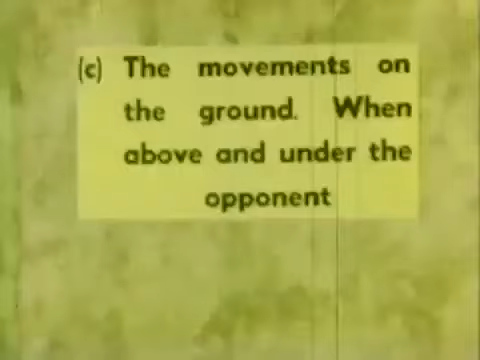 (c) The movements on
the ground. When
above and under the
opponent